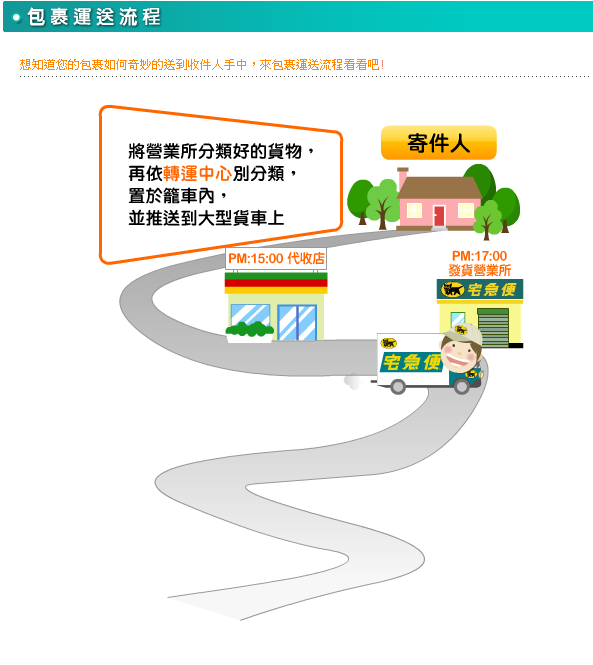 包裹運送流程
想知道您的包裹如何奇妙的送到收件人手中，來包裹運送流程看看吧!
將營業所分類好的貨物，
再依轉運中心別分類，
置於籠車內，
並推送到大型貨車上
寄件人
PM:15:00 代收店
PM:17:00
發貨營業所
宅急便
宅急便